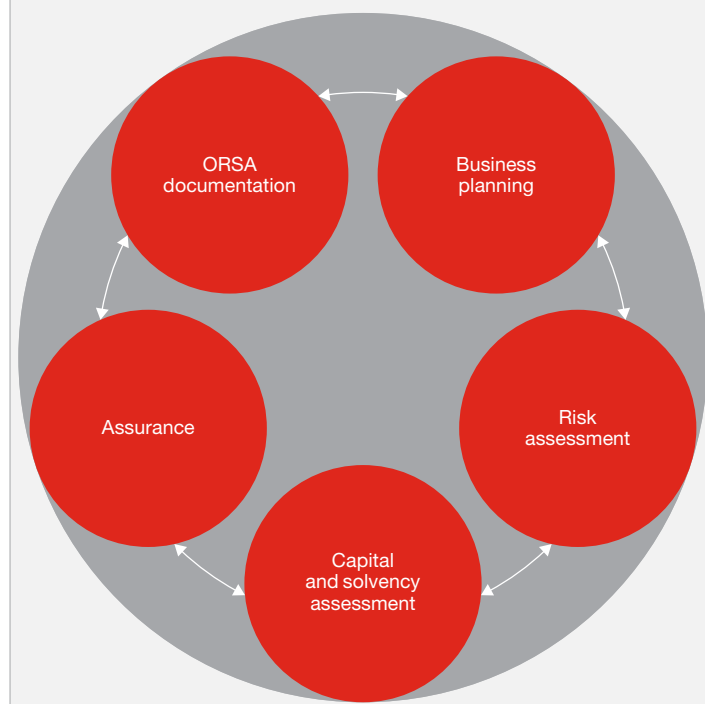 ORSA
documentation
Business
planning
Assurance
Risk
assessment
Capital
and solvency
assessment